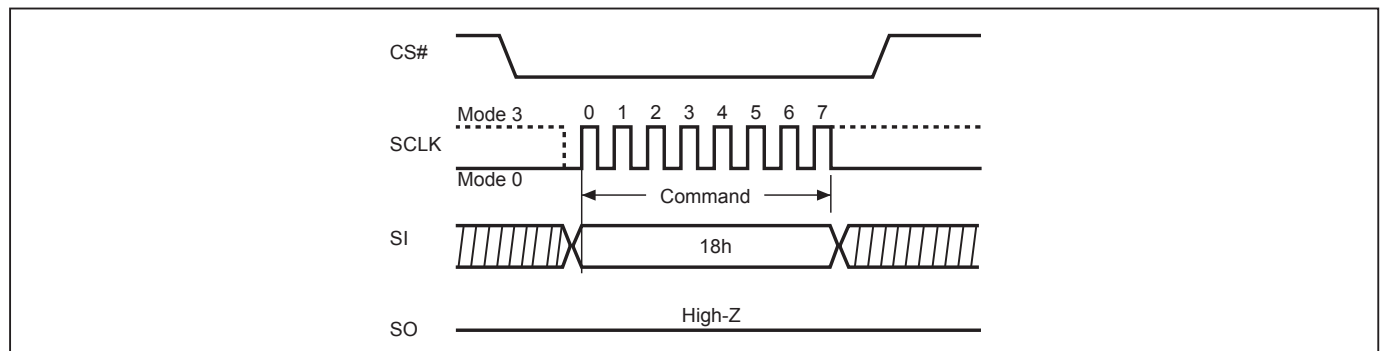 CS#
Mode 3
0 1 2 3 4 5 6 7
SCLK
Mode 0
Command
SI
18h
High-Z
SO